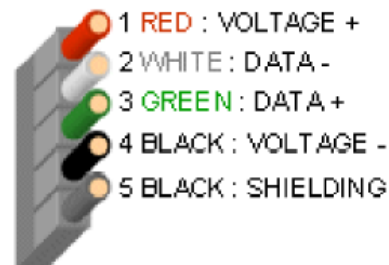 1 RED : VOLTAGE +
2 WHITE : DATA -
3 GREEN : DATA +
4 BLACK : VOLTAGE -
5 BLACK : SHIELDING